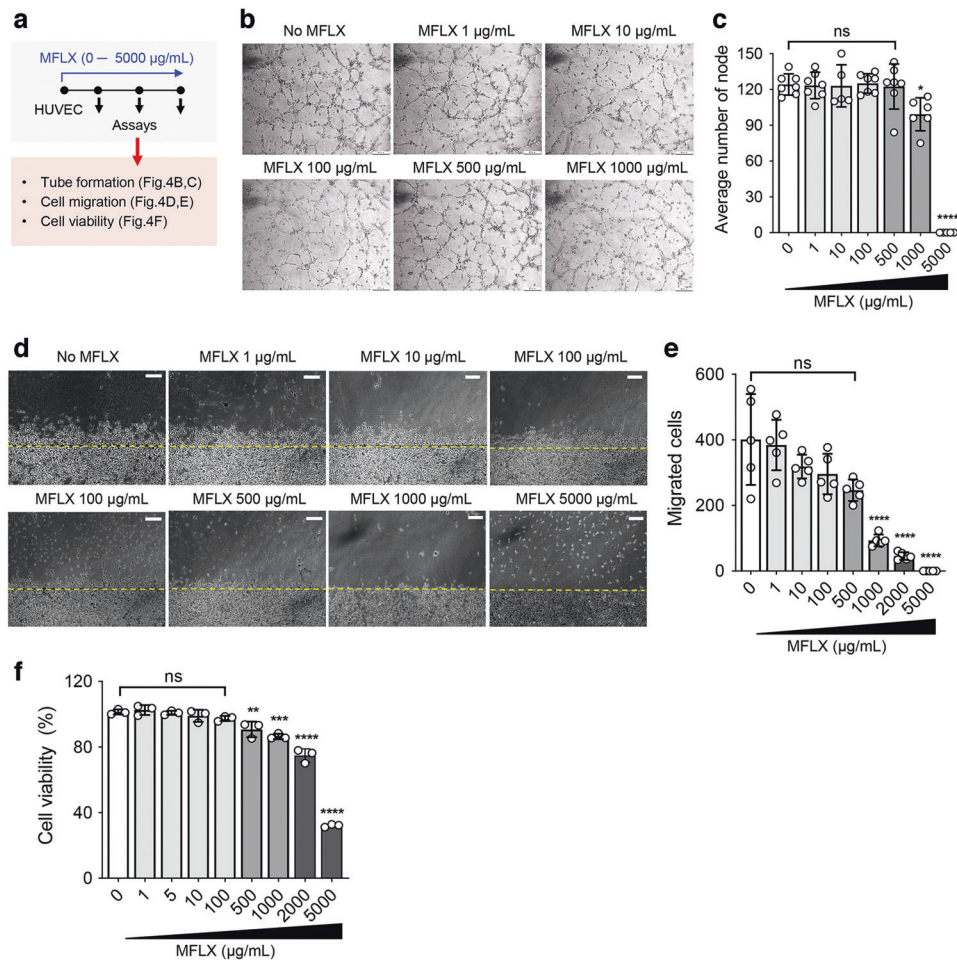 a
MFLX (0 – 5000 µg/mL)
HUVEC
Assays
• Tube formation (Fig.4B,C)
• Cell migration (Fig.4D,E)
• Cell viability (Fig.4F)
b
No MFLX MFLX 1 µg/mL MFLX 10 µg/mL
MFLX 100 µg/mL MFLX 500 µg/mL MFLX 1000 µg/mL
c
ns
*
****
Average number of node
150
120
90
60
30
0
0 1 10 100 500 1000 5000
MFLX (µg/mL)
d
No MFLX MFLX 1 µg/mL MFLX 10 µg/mL MFLX 100 µg/mL
MFLX 100 µg/mL MFLX 500 µg/mL MFLX 1000 µg/mL MFLX 5000 µg/mL
e
ns
**** **** ****
Migrated cells
600
400
200
0
0 1 10 100 500 1000 2000 5000
MFLX (µg/mL)
f
ns
** *** **** ****
Cell viability (%)
120
80
40
0
0 1 5 10 100 500 1000 2000 5000
MFLX (µg/mL)